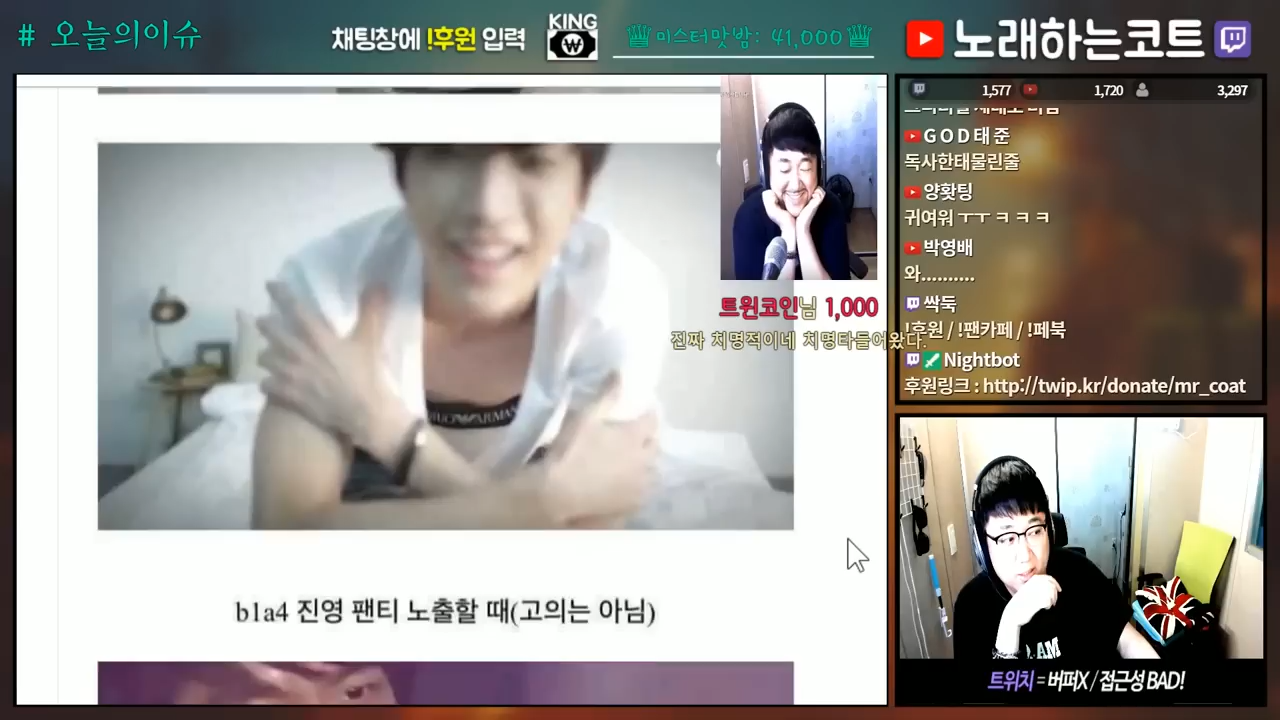 # 오늘의이슈
채팅창에 !후원 입력
KING
미스터맛밤: 41,000
노래하는코트
1,577
1,720
3,297
G O D 태 준
독사한태물린줄
양홧팅
귀여워 ㅜㅜ ㅋ ㅋ ㅋ
박영배
와..........
싹둑
!후원 / !팬카페 / !페북
Nightbot
후원링크 : http://twip.kr/donate/mr_coat
트윈코인님 1,000
진짜 치명적이네 치명타들어왔다.
b1a4 진영 팬티 노출할 때(고의는 아님)
트위치 = 버퍼X / 접근성 BAD!